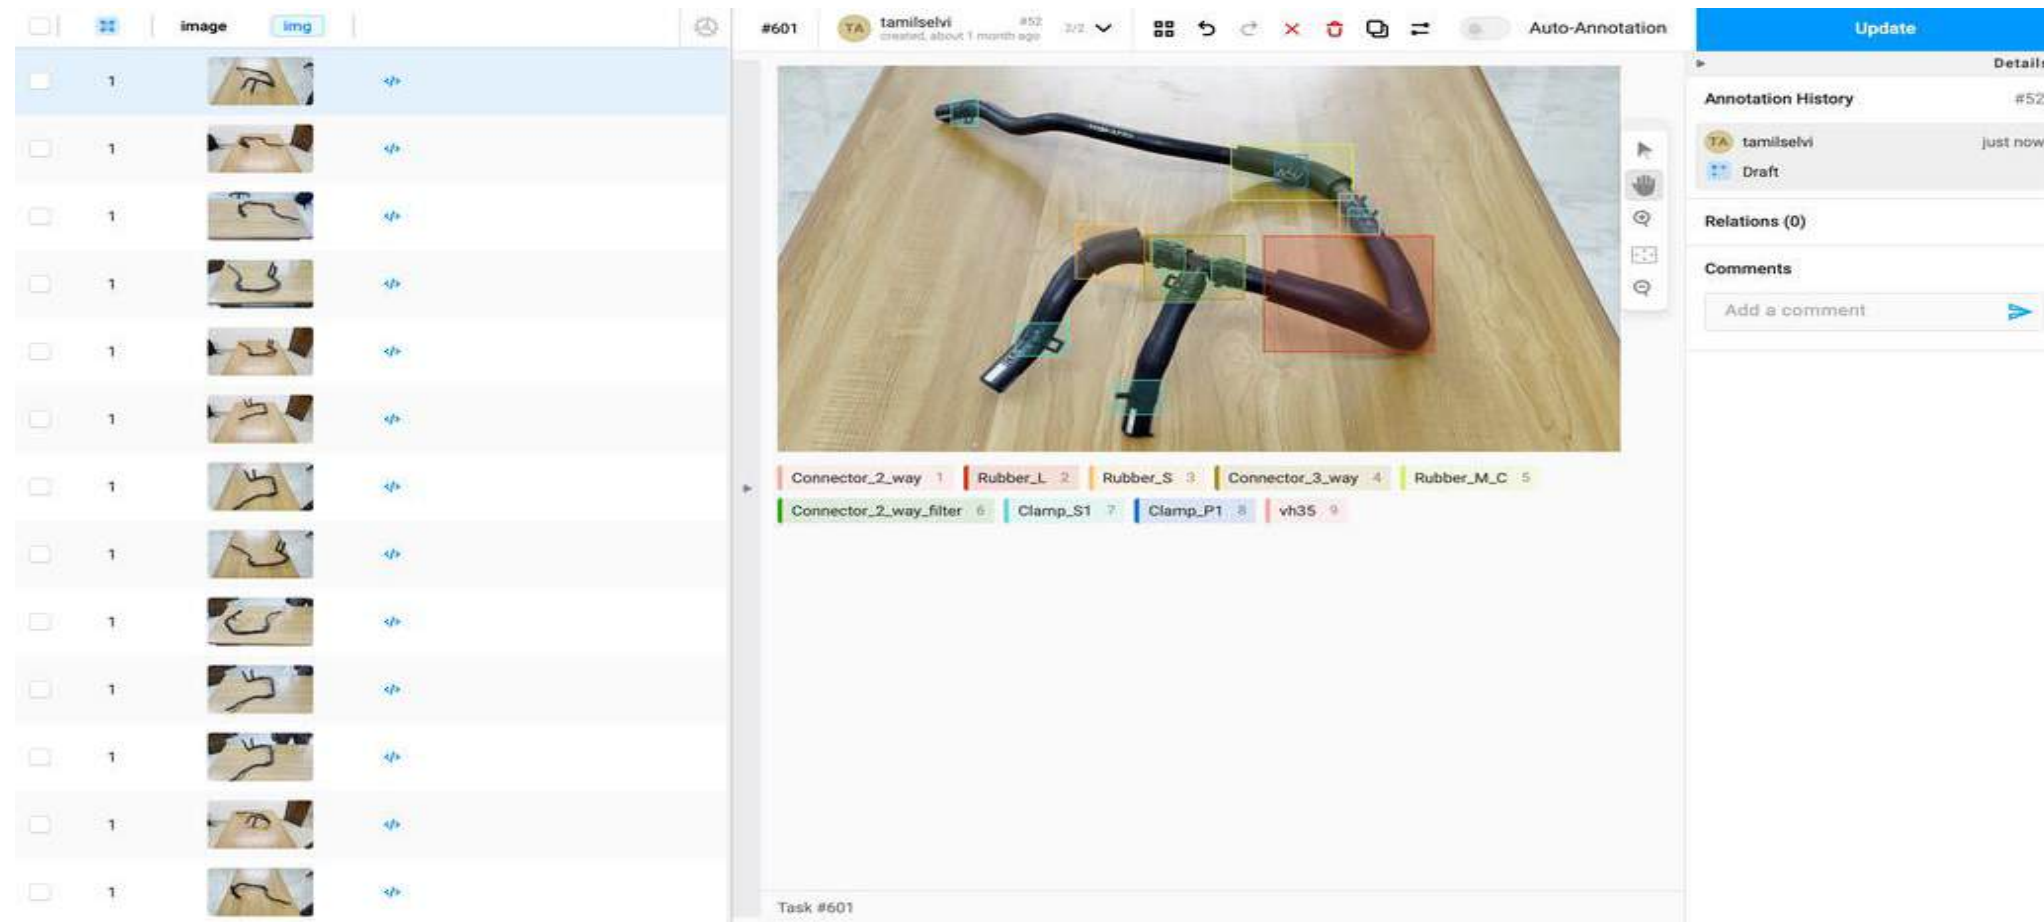 image img
1
1
1
1
1
1
1
1
1
1
1
1
1
#601 TA tamilselvi #52 2/2 Auto-Annotation
created, about 1 month ago
Connector_2_way 1 Rubber_L 2 Rubber_S 3 Connector_3_way 4 Rubber_M_C 5
Connector_2_way_filter 6 Clamp_S1 7 Clamp_P1 8 vh35 9
Task #601
Update
Details
Annotation History #52
TA tamilselvi just now
Draft
Relations (0)
Comments
Add a comment